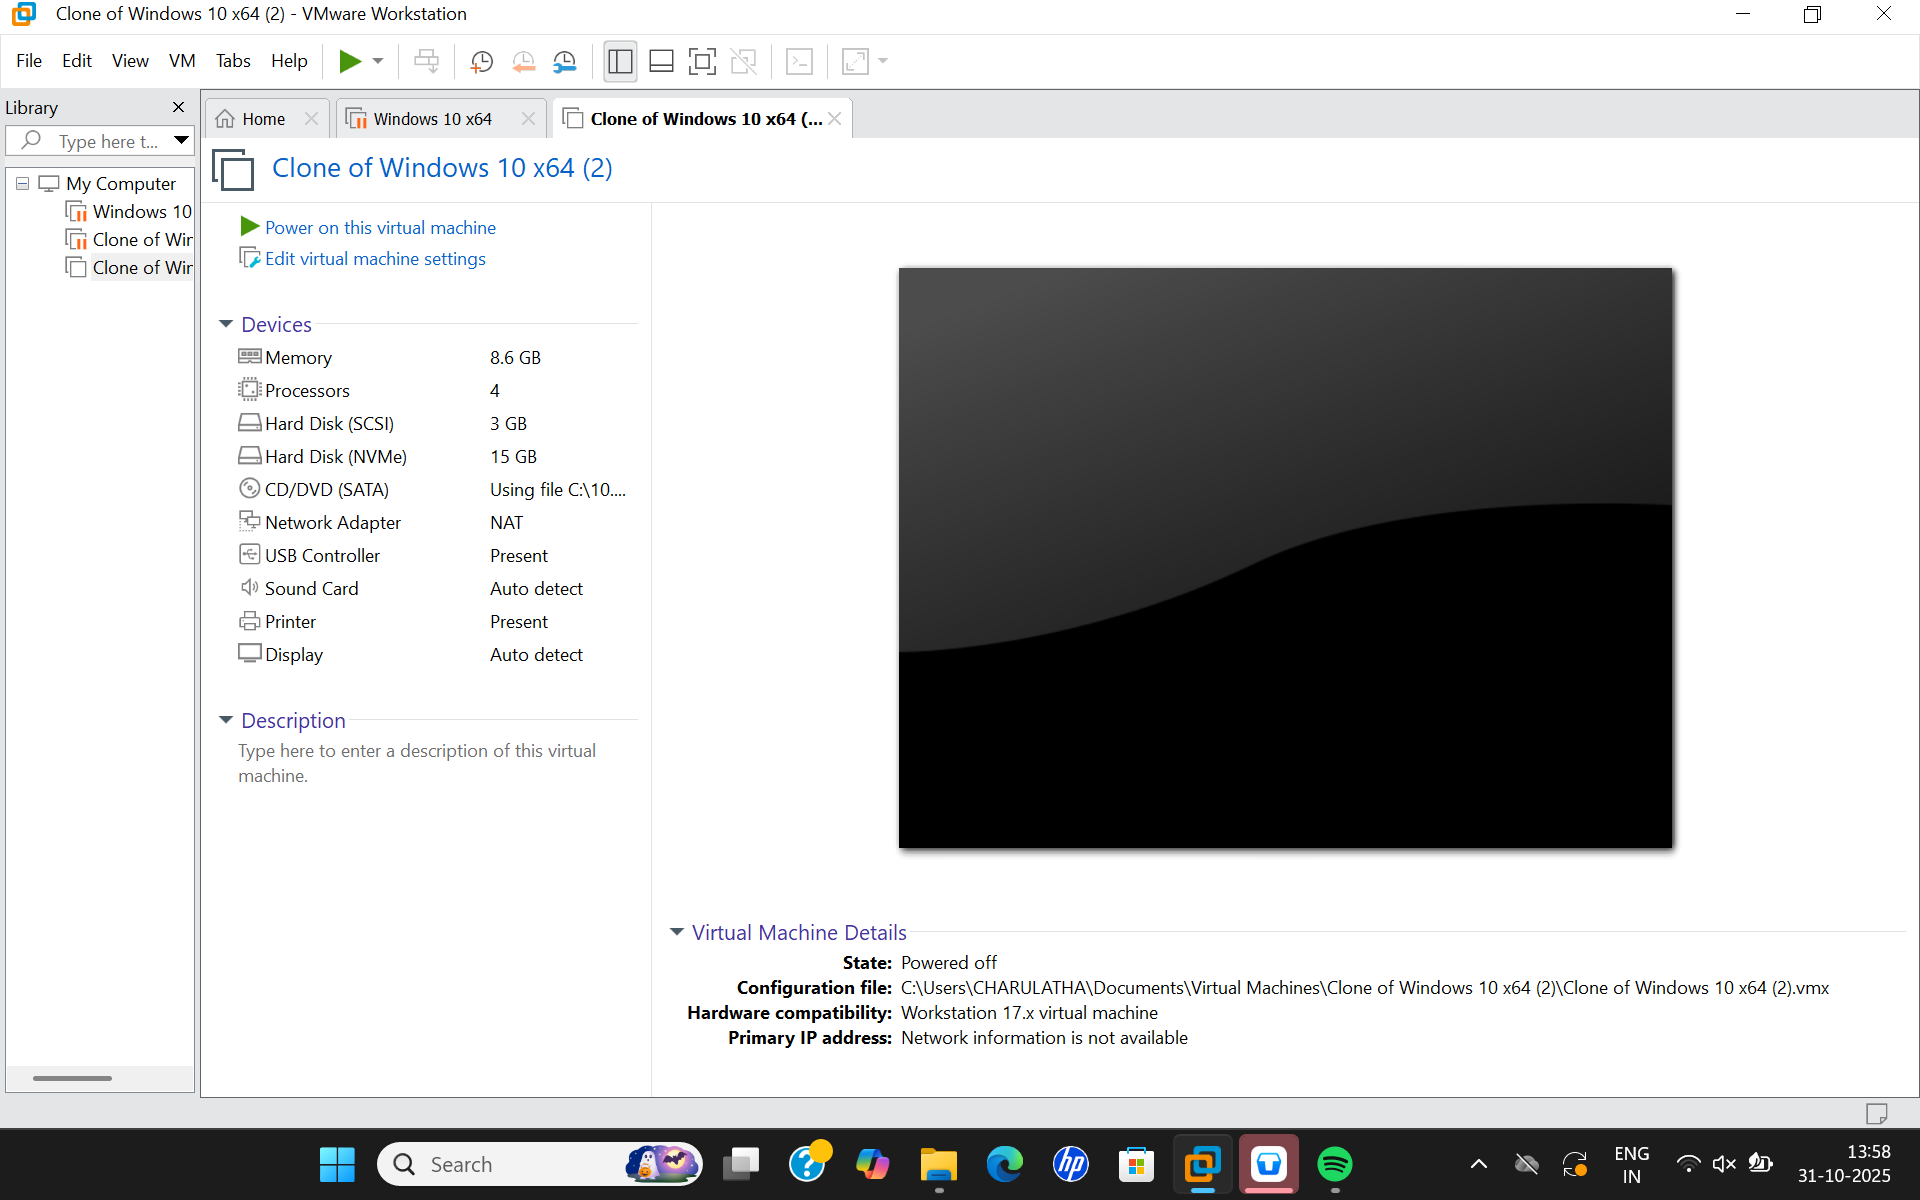 Clone of Windows 10 x64 (2) - VMware Workstation
File Edit View VM Tabs Help
Library
Type here t...
My Computer
Windows 10
Clone of Wir
Clone of Wir
Home
Windows 10 x64
Clone of Windows 10 x64 (...
Clone of Windows 10 x64 (2)
Power on this virtual machine
Edit virtual machine settings
Devices
Memory 8.6 GB
Processors 4
Hard Disk (SCSI) 3 GB
Hard Disk (NVMe) 15 GB
CD/DVD (SATA) Using file C:\10....
Network Adapter NAT
USB Controller Present
Sound Card Auto detect
Printer Present
Display Auto detect
Description
Type here to enter a description of this virtual
machine.
Virtual Machine Details
State: Powered off
Configuration file: C:\Users\CHARULATHA\Documents\Virtual Machines\Clone of Windows 10 x64 (2)\Clone of Windows 10 x64 (2).vmx
Hardware compatibility: Workstation 17.x virtual machine
Primary IP address: Network information is not available
Search
hp
ENG
IN
13:58
31-10-2025